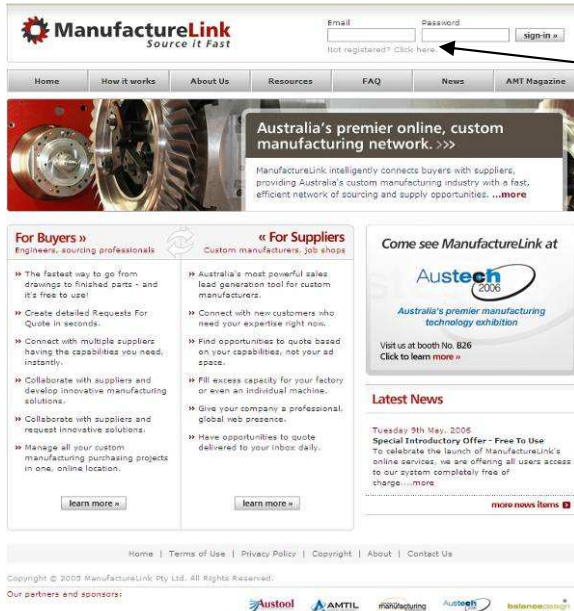 ManufactureLink
Source it Fast
Email
Password
sign-in »
Not registered? Click here.
Home
How it works
About Us
Resources
FAQ
News
AMT Magazine
Australia's premier online, custom
manufacturing network. >>>
ManufactureLink intelligently connects buyers with suppliers,
providing Australia's custom manufacturing industry with a fast,
efficient network of sourcing and supply opportunities. ...more
For Buyers »
Engineers, sourcing professionals
» The fastest way to go from
drawings to finished parts - and
it's free to use!
» Create detailed Requests For
Quote in seconds.
» Connect with multiple suppliers
having the capabilities you need,
instantly.
» Collaborate with suppliers and
develop innovative manufacturing
solutions.
» Collaborate with suppliers and
request innovative solutions.
» Manage all your custom
manufacturing purchasing projects
in one, online location.
learn more »
« For Suppliers
Custom manufacturers, job shops
» Australia's most powerful sales
lead generation tool for custom
manufacturers.
» Connect with new customers who
need your expertise right now.
» Find opportunities to quote based
on your capabilities, not your ad
space.
» Fill excess capacity for your factory
or even an individual machine.
» Give your company a professional,
global web presence.
» Have opportunities to quote
delivered to your inbox daily.
learn more »
Come see ManufactureLink at
Austech
2006
Australia's premier manufacturing
technology exhibition
Visit us at booth No. B26
Click to learn more »
Latest News
Tuesday 9th May, 2006
Special Introductory Offer - Free To Use
To celebrate the launch of ManufactureLink's
online services, we are offering all users access
to our system completely free of
charge....more
more news items
Home | Terms of Use | Privacy Policy | Copyright | About | Contact Us
Copyright © 2005 ManufactureLink Pty Ltd. All Rights Reserved.
Our partners and sponsors:
Austool
AMTIL
manufacturing
Austech
balancedesign